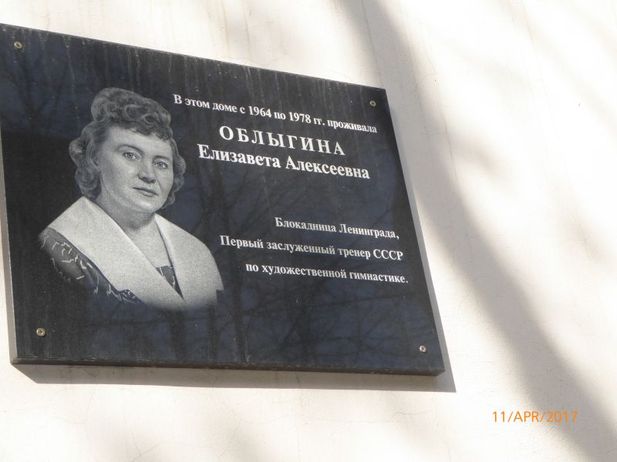 В этом доме с 1964 по 1978 гг. проживала
ОБЛЫГИНА
Елизавета Алексеевна
Блокадница Ленинграда,
Первый заслуженный тренер СССР
по художественной гимнастике.
11/APR/2017